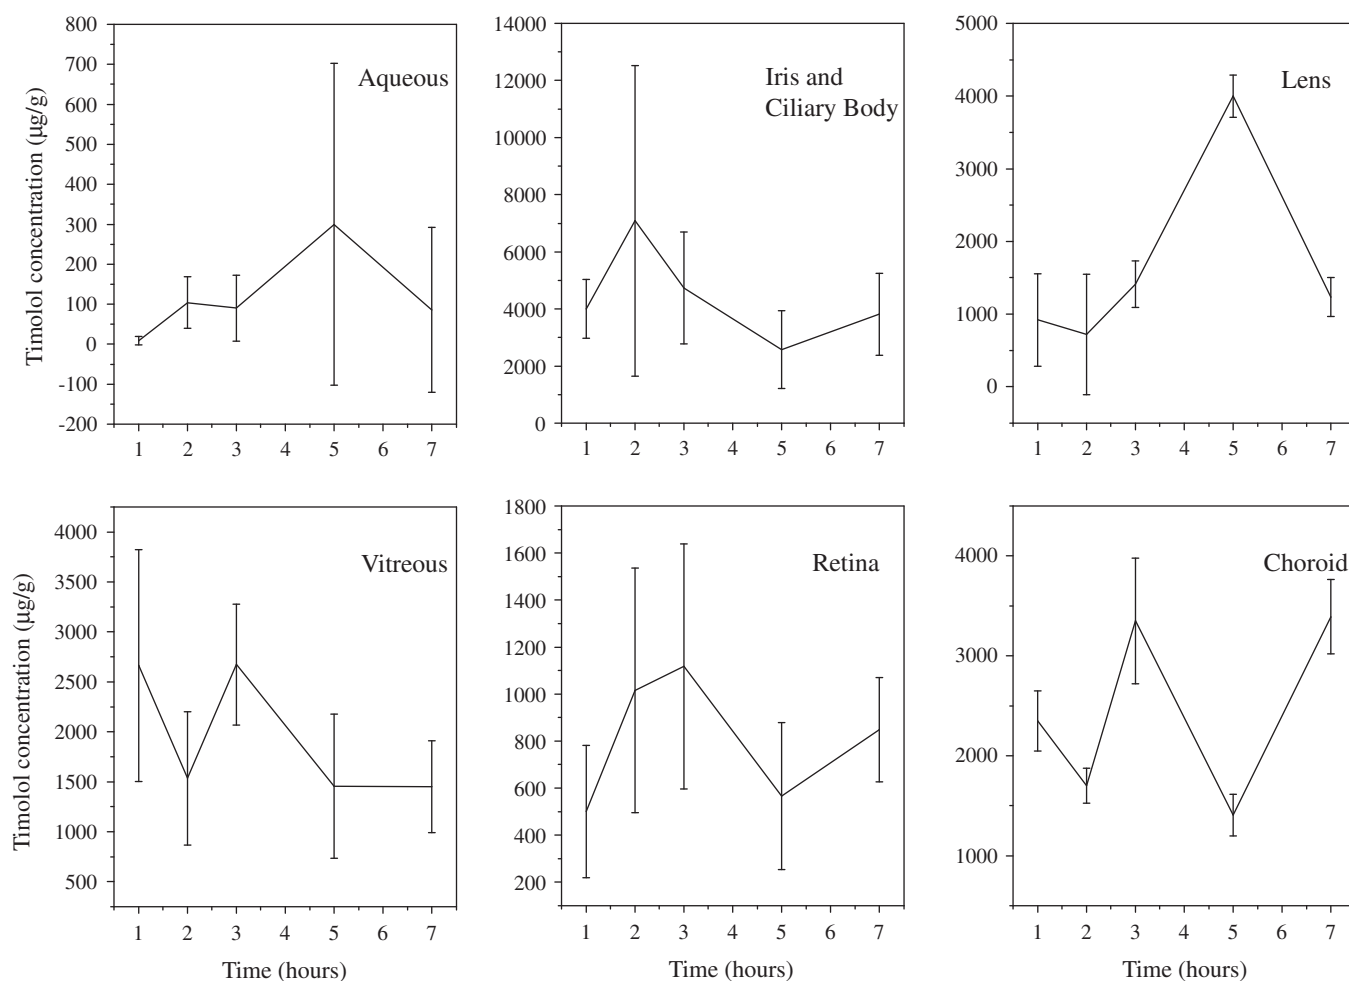 Timolol concentration (µg/g)
800
700
600
500
400
300
200
100
0
-100
-200
Aqueous
1 2 3 4 5 6 7
14000
12000
10000
8000
6000
4000
2000
0
Iris and
Ciliary Body
1 2 3 4 5 6 7
5000
4000
3000
2000
1000
0
Lens
1 2 3 4 5 6 7
Timolol concentration (µg/g)
4000
3500
3000
2500
2000
1500
1000
500
Vitreous
1 2 3 4 5 6 7
Time (hours)
1800
1600
1400
1200
1000
800
600
400
200
Retina
1 2 3 4 5 6 7
Time (hours)
4000
3000
2000
1000
Choroid
1 2 3 4 5 6 7
Time (hours)